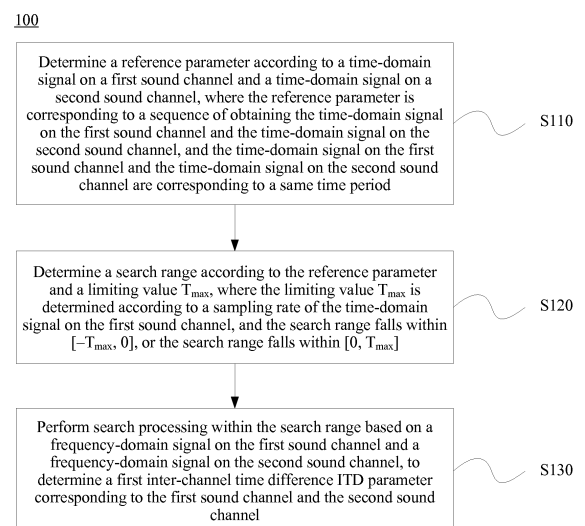 100
Determine a reference parameter according to a time-domain
signal on a first sound channel and a time-domain signal on a
second sound channel, where the reference parameter is
corresponding to a sequence of obtaining the time-domain signal
on the first sound channel and the time-domain signal on the
second sound channel, and the time-domain signal on the first
sound channel and the time-domain signal on the second sound
channel are corresponding to a same time period
S110
Determine a search range according to the reference parameter
and a limiting value Tmax, where the limiting value Tmax is
determined according to a sampling rate of the time-domain
signal on the first sound channel, and the search range falls within
[–Tmax, 0], or the search range falls within [0, Tmax]
S120
Perform search processing within the search range based on a
frequency-domain signal on the first sound channel and a
frequency-domain signal on the second sound channel, to
determine a first inter-channel time difference ITD parameter
corresponding to the first sound channel and the second sound
channel
S130